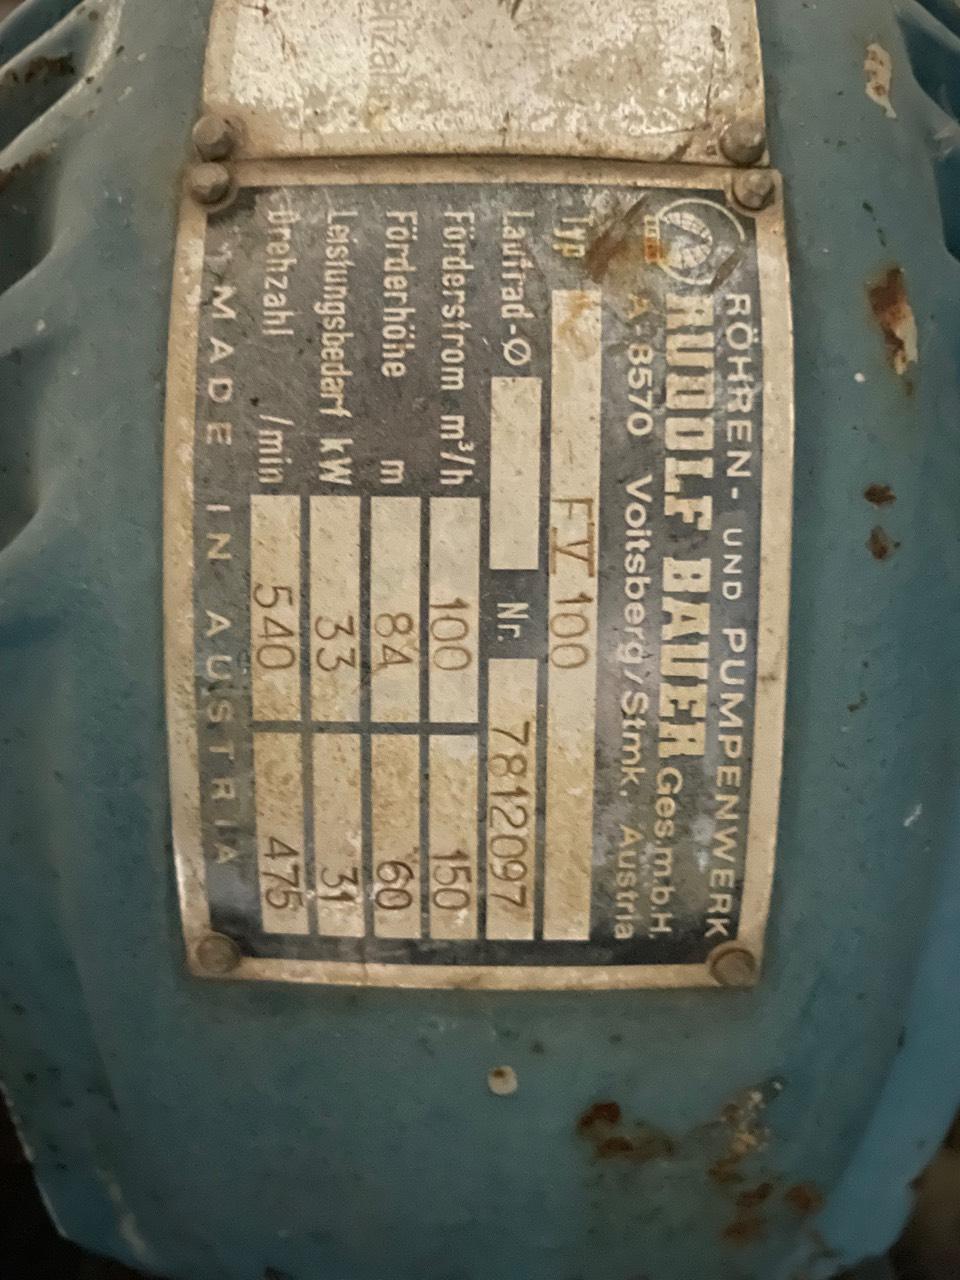 RÖHREN- UND PUMPENWERK
RUDOLF BAUER Ges.m.b.H.
A-8570 Voitsberg/Stmk. Austria
Typ FV 100
Laufrad-Ø Nr. 7812097
Förderstrom m³/h 100 150
Förderhöhe m 84 60
Leistungsbedarf kW 33 31
Drehzahl /min 540 475
MADE IN AUSTRIA